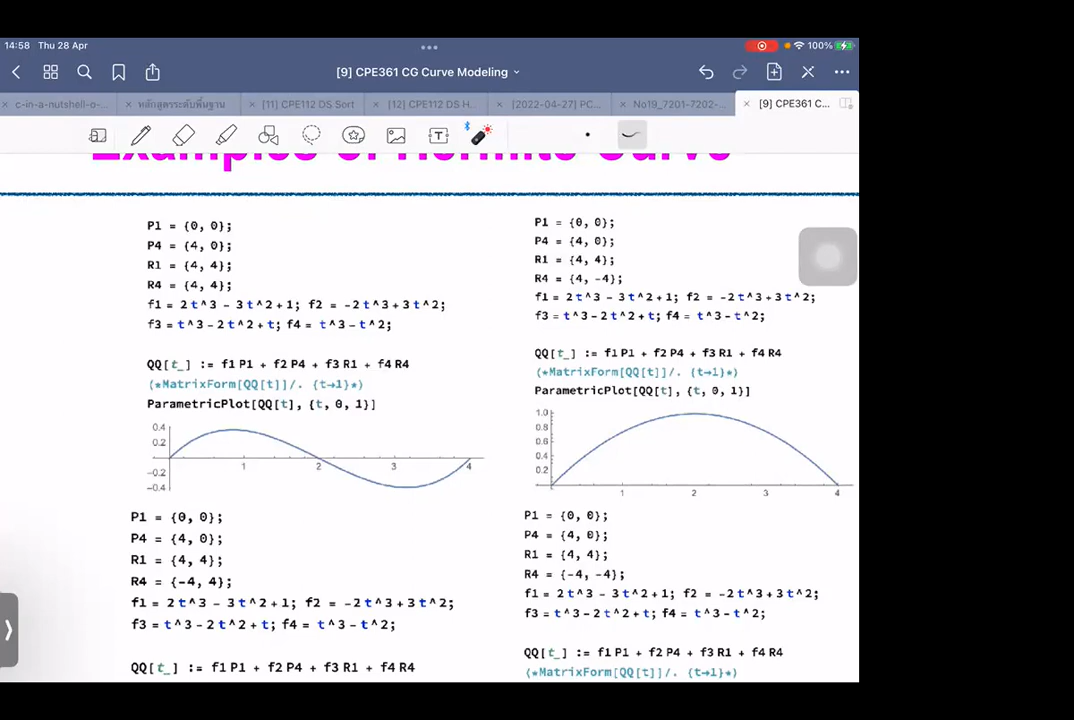 14:58 Thu 28 Apr
100%
[9] CPE361 CG Curve Modeling
c-in-a-nutshell-o-...
หลักสูตรระดับพื้นฐาน
[11] CPE112 DS Sort
[12] CPE112 DS H...
[2022-04-27] PC...
No19_7201-7202-...
[9] CPE361 CG C...
Examples of Hermite Curve
P1 = {0, 0};
P4 = {4, 0};
R1 = {4, 4};
R4 = {4, 4};
f1 = 2 t^3 - 3 t^2 + 1; f2 = -2 t^3 + 3 t^2;
f3 = t^3 - 2 t^2 + t; f4 = t^3 - t^2;
QQ[t_] := f1 P1 + f2 P4 + f3 R1 + f4 R4
(*MatrixForm[QQ[t]]/. {t→1}*)
ParametricPlot[QQ[t], {t, 0, 1}]
0.4
0.2
-0.2
-0.4
1 2 3 4
P1 = {0, 0};
P4 = {4, 0};
R1 = {4, 4};
R4 = {4, -4};
f1 = 2 t^3 - 3 t^2 + 1; f2 = -2 t^3 + 3 t^2;
f3 = t^3 - 2 t^2 + t; f4 = t^3 - t^2;
QQ[t_] := f1 P1 + f2 P4 + f3 R1 + f4 R4
(*MatrixForm[QQ[t]]/. {t→1}*)
ParametricPlot[QQ[t], {t, 0, 1}]
1.0
0.8
0.6
0.4
0.2
1 2 3 4
P1 = {0, 0};
P4 = {4, 0};
R1 = {4, 4};
R4 = {-4, 4};
f1 = 2 t^3 - 3 t^2 + 1; f2 = -2 t^3 + 3 t^2;
f3 = t^3 - 2 t^2 + t; f4 = t^3 - t^2;
QQ[t_] := f1 P1 + f2 P4 + f3 R1 + f4 R4
P1 = {0, 0};
P4 = {4, 0};
R1 = {4, 4};
R4 = {-4, -4};
f1 = 2 t^3 - 3 t^2 + 1; f2 = -2 t^3 + 3 t^2;
f3 = t^3 - 2 t^2 + t; f4 = t^3 - t^2;
QQ[t_] := f1 P1 + f2 P4 + f3 R1 + f4 R4
(*MatrixForm[QQ[t]]/. {t→1}*)